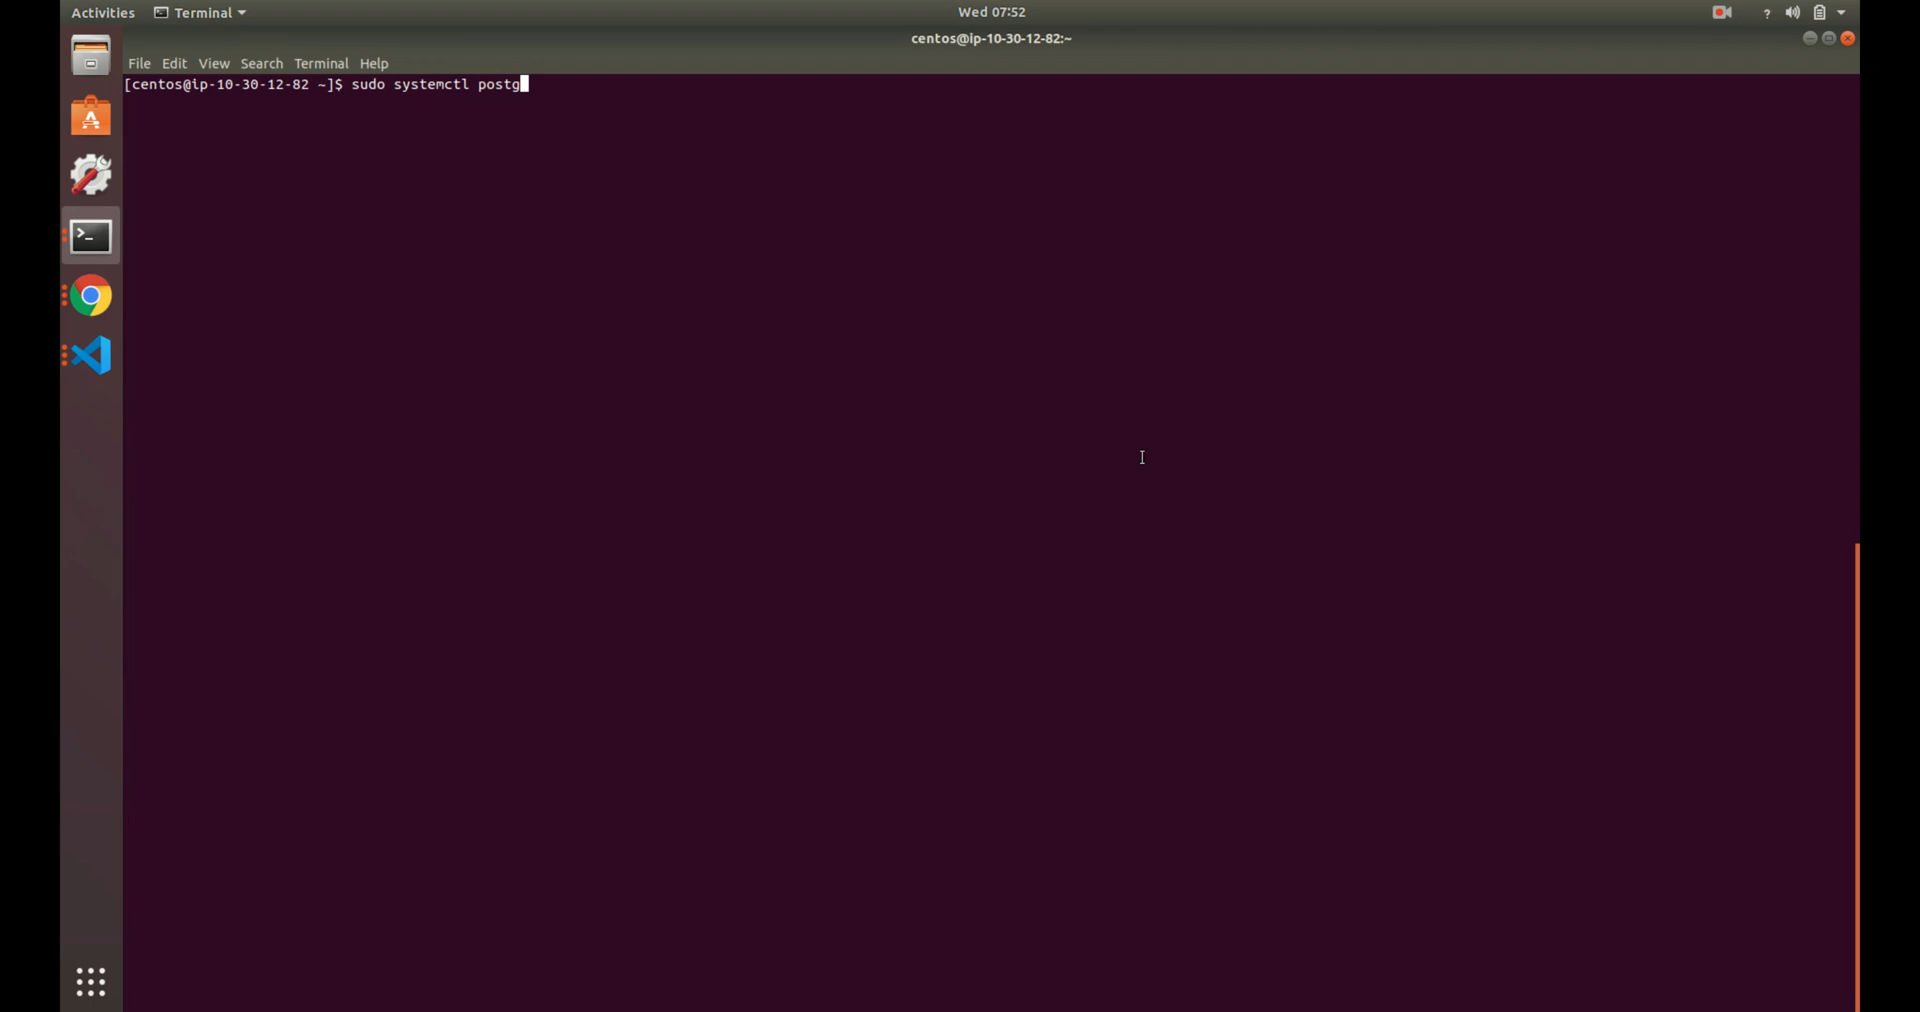 Activities Terminal Wed 07:52 ?
centos@ip-10-30-12-82:~
File Edit View Search Terminal Help
[centos@ip-10-30-12-82 ~]$ sudo systemctl postg